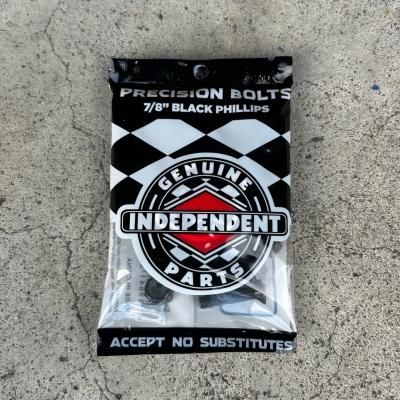 PRECISION BOLTS
7/8" BLACK PHILLIPS
GENUINE
INDEPENDENT
PARTS
ACCEPT NO SUBSTITUTES